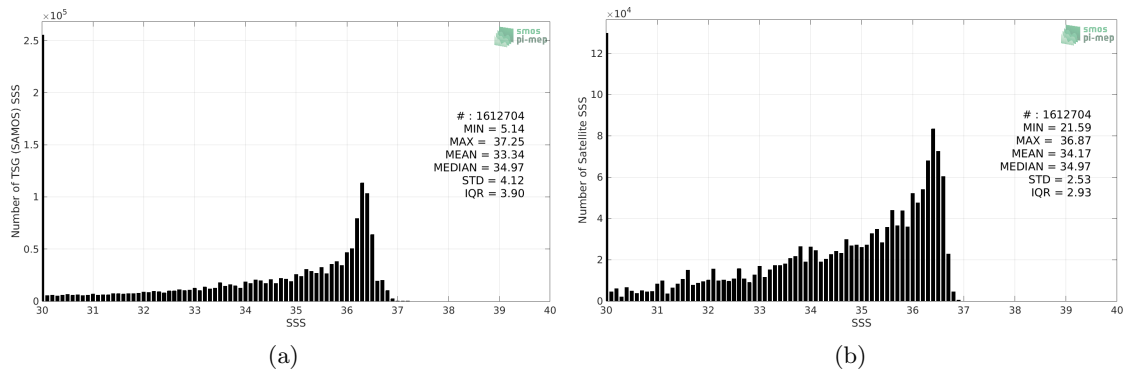 ×10^5
smos
pi-mep
Number of TSG (SAMOS) SSS
2.5
2
1.5
1
0.5
0
# : 1612704
MIN = 5.14
MAX = 37.25
MEAN = 33.34
MEDIAN = 34.97
STD = 4.12
IQR = 3.90
30 31 32 33 34 35 36 37 38 39 40
SSS
(a)
×10^4
smos
pi-mep
Number of Satellite SSS
12
10
8
6
4
2
0
# : 1612704
MIN = 21.59
MAX = 36.87
MEAN = 34.17
MEDIAN = 34.97
STD = 2.53
IQR = 2.93
30 31 32 33 34 35 36 37 38 39 40
SSS
(b)